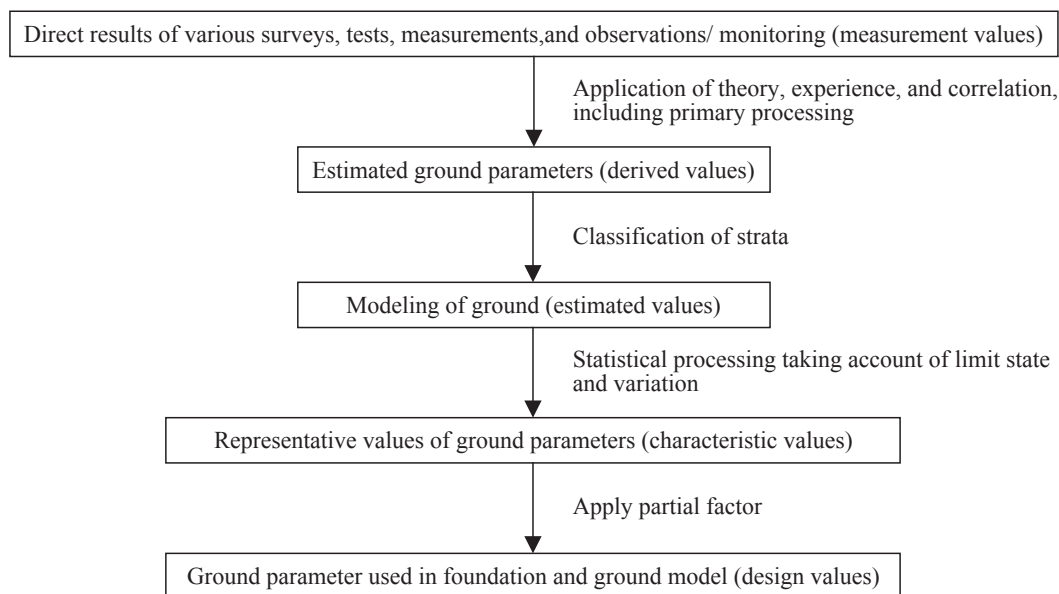 Direct results of various surveys, tests, measurements,and observations/ monitoring (measurement values)
Application of theory, experience, and correlation,
including primary processing
Estimated ground parameters (derived values)
Classification of strata
Modeling of ground (estimated values)
Statistical processing taking account of limit state
and variation
Representative values of ground parameters (characteristic values)
Apply partial factor
Ground parameter used in foundation and ground model (design values)